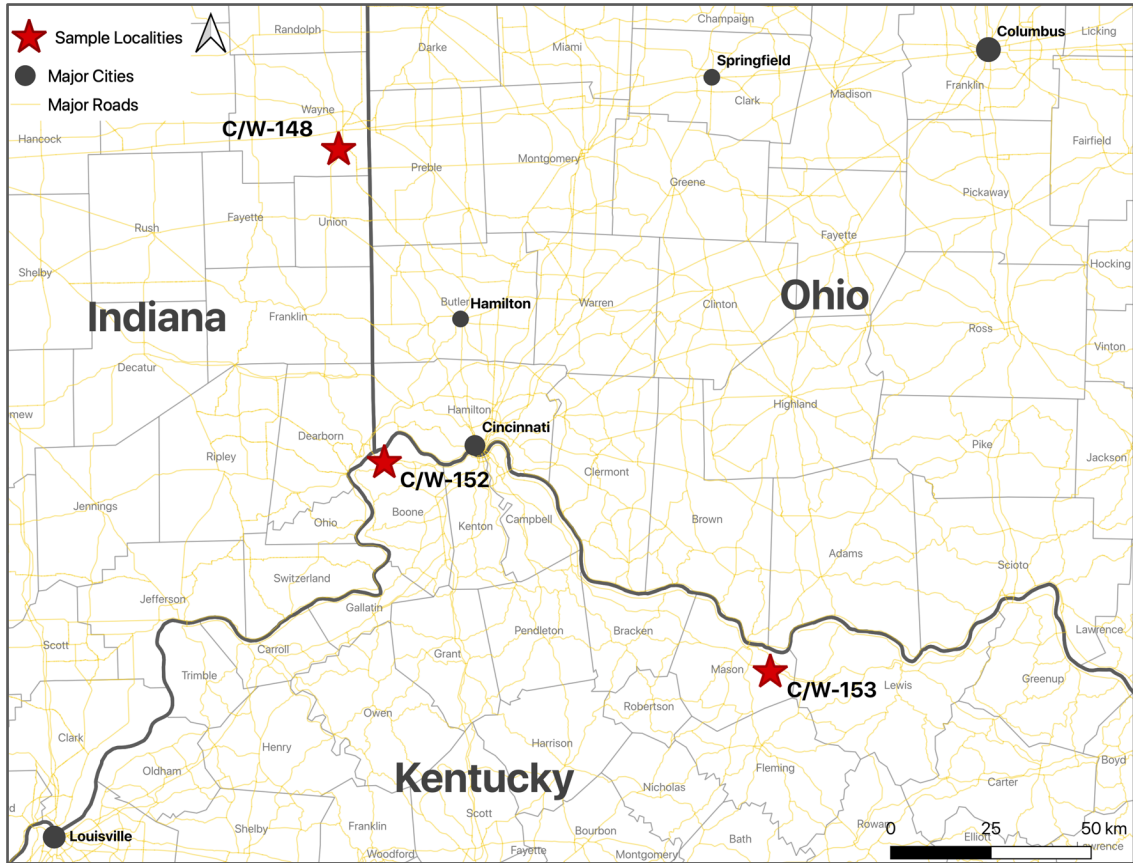 Sample Localities
Major Cities
Major Roads
Randolph
Darke
Miami
Champaign
Columbus
Licking
Springfield
Clark
Madison
Franklin
Wayne
C/W-148
Hancock
Preble
Montgomery
Greene
Fairfield
Pickaway
Rush
Fayette
Union
Fayette
Shelby
Hocking
Indiana
Franklin
Butler
Hamilton
Warren
Clinton
Ohio
Ross
Vinton
Decatur
mew
Hamilton
Cincinnati
Highland
Dearborn
Ripley
Clermont
Pike
Jackson
C/W-152
Jennings
Ohio
Boone
Kenton
Campbell
Brown
Adams
Scioto
Switzerland
Jefferson
Gallatin
Scott
Carroll
Pendleton
Bracken
Lawrence
Trimble
Grant
Mason
C/W-153
Lewis
Greenup
Owen
Robertson
Clark
Henry
Harrison
Oldham
Kentucky
Nicholas
Fleming
Carter
Boyd
d
Louisville
Shelby
Franklin
Scott
Bourbon
Bath
Rowan
Elliott
Lawrence
Woodford
Fayette
Montgomery
0 25 50 km